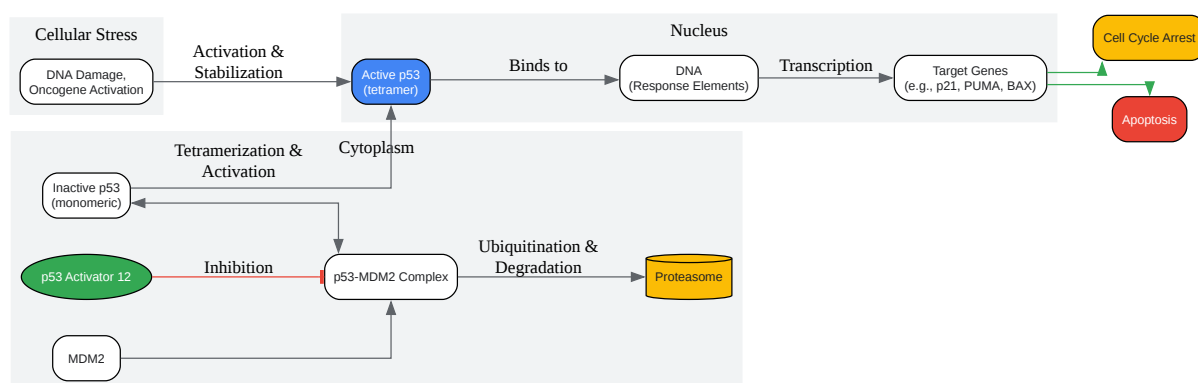 Cellular Stress
DNA Damage,
Oncogene Activation
Activation &
Stabilization
Nucleus
Active p53
(tetramer)
Binds to
DNA
(Response Elements)
Transcription
Target Genes
(e.g., p21, PUMA, BAX)
Cell Cycle Arrest
Apoptosis
Cytoplasm
Tetramerization &
Activation
Inactive p53
(monomeric)
p53 Activator 12
Inhibition
p53-MDM2 Complex
Ubiquitination &
Degradation
Proteasome
MDM2